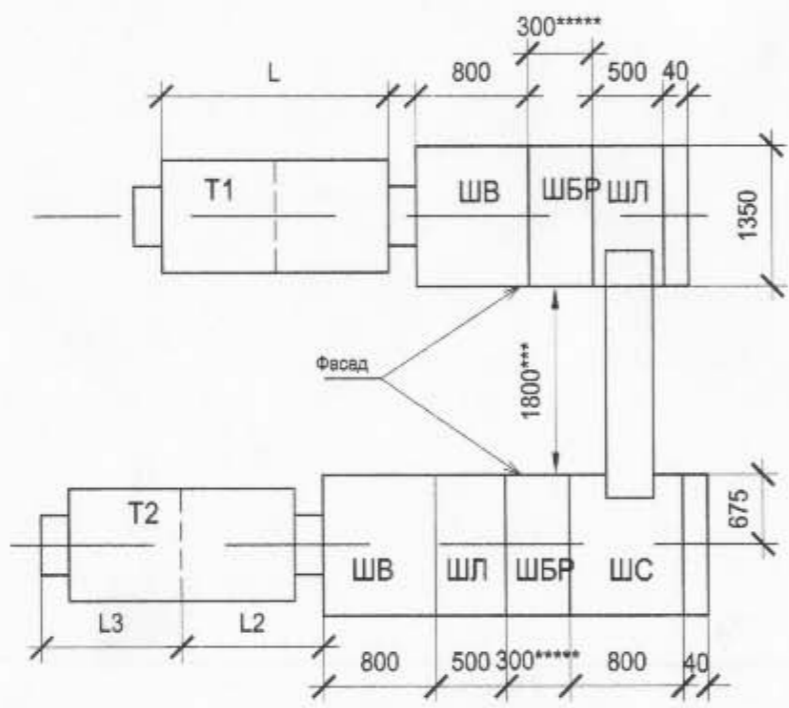 300*****
L 800 500 40
T1 ШВ ШБР ШЛ
1350
Фасад
1800***
T2
675
ШВ ШЛ ШБР ШС
L3 L2
800 500 300***** 800 40